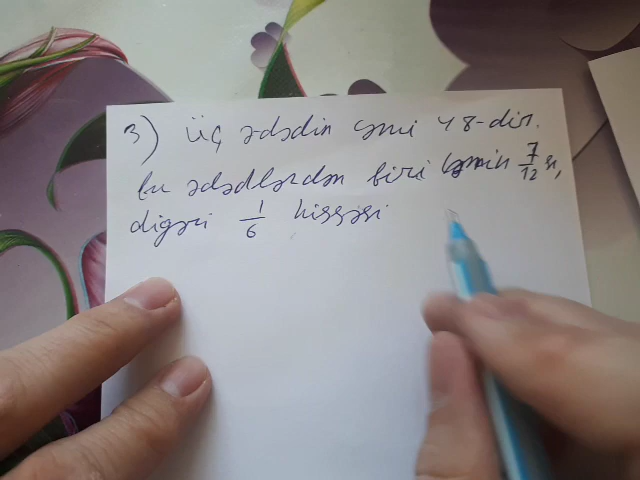 3) üç ədədin cəmi 48-dir.
bu ədədlərdən biri cəmin 7/12 si,
digəri 1/6 hissəsi